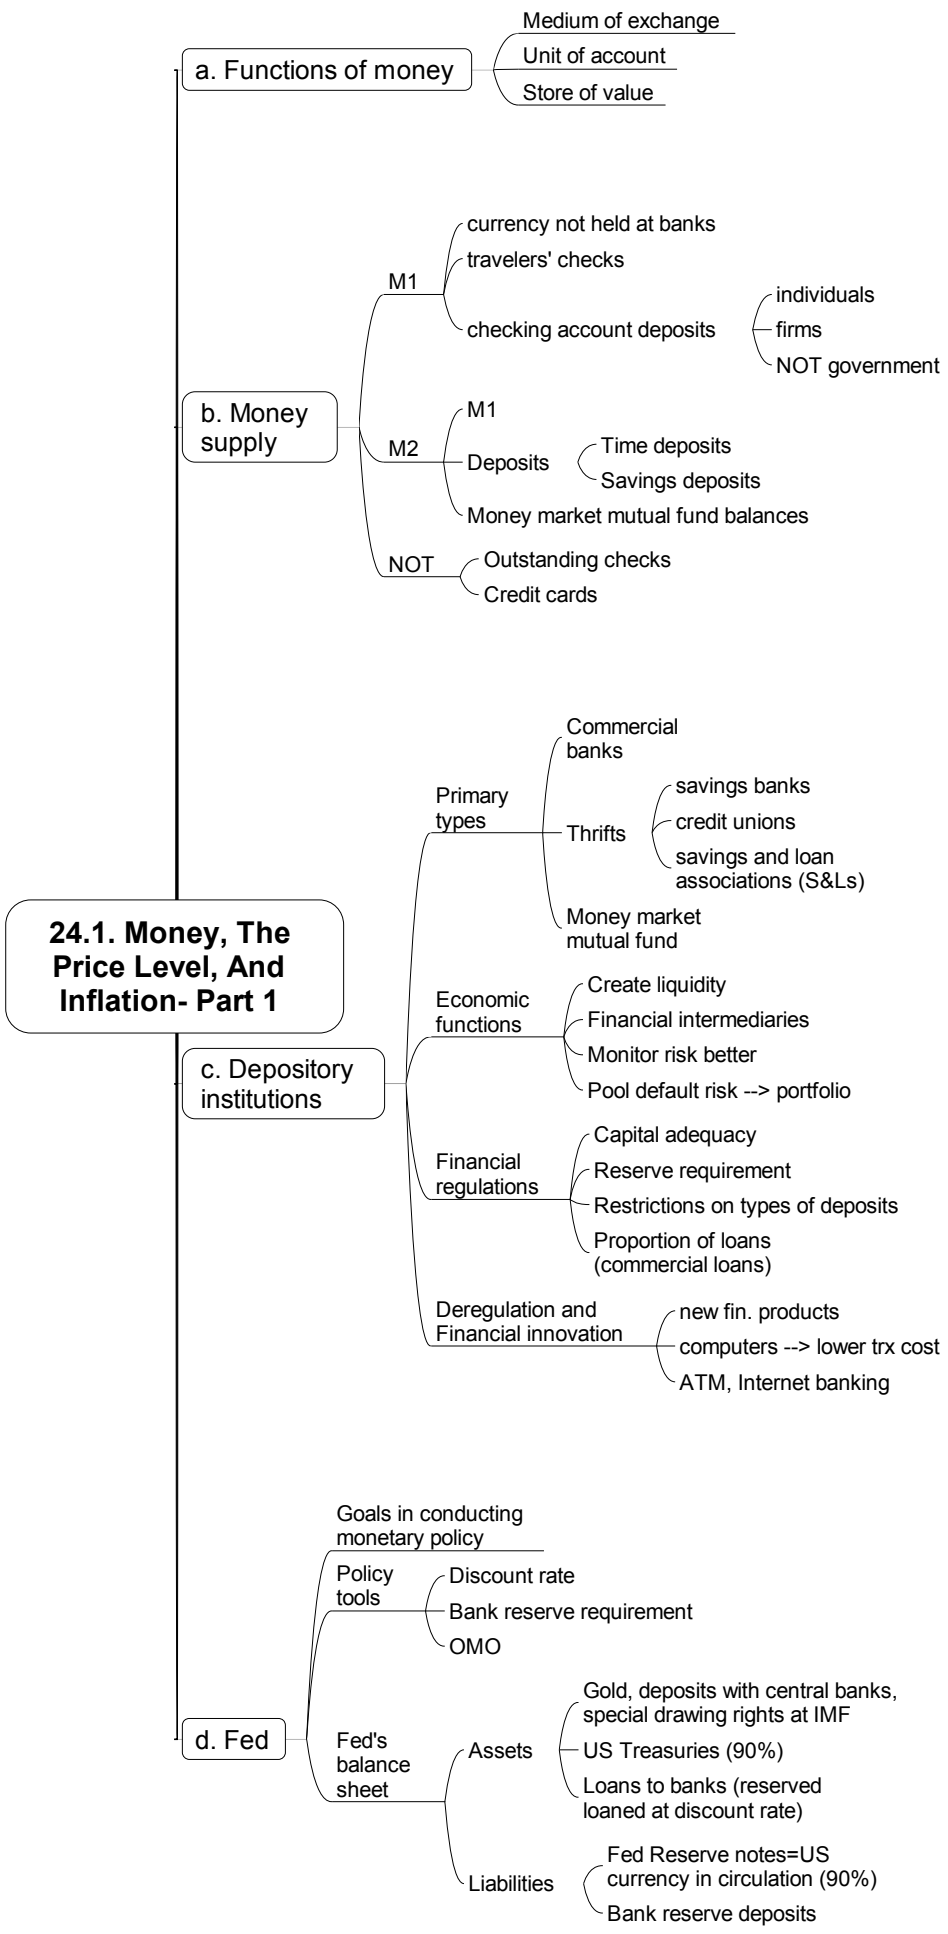 24.1. Money, The
Price Level, And
Inflation- Part 1
a. Functions of money
Medium of exchange
Unit of account
Store of value
b. Money
supply
M1
currency not held at banks
travelers' checks
checking account deposits
individuals
firms
NOT government
M2
M1
Deposits
Time deposits
Savings deposits
Money market mutual fund balances
NOT
Outstanding checks
Credit cards
c. Depository
institutions
Primary
types
Commercial
banks
Thrifts
savings banks
credit unions
savings and loan
associations (S&Ls)
Money market
mutual fund
Economic
functions
Create liquidity
Financial intermediaries
Monitor risk better
Pool default risk --> portfolio
Financial
regulations
Capital adequacy
Reserve requirement
Restrictions on types of deposits
Proportion of loans
(commercial loans)
Deregulation and
Financial innovation
new fin. products
computers --> lower trx cost
ATM, Internet banking
d. Fed
Goals in conducting
monetary policy
Policy
tools
Discount rate
Bank reserve requirement
OMO
Fed's
balance
sheet
Assets
Gold, deposits with central banks,
special drawing rights at IMF
US Treasuries (90%)
Loans to banks (reserved
loaned at discount rate)
Liabilities
Fed Reserve notes=US
currency in circulation (90%)
Bank reserve deposits